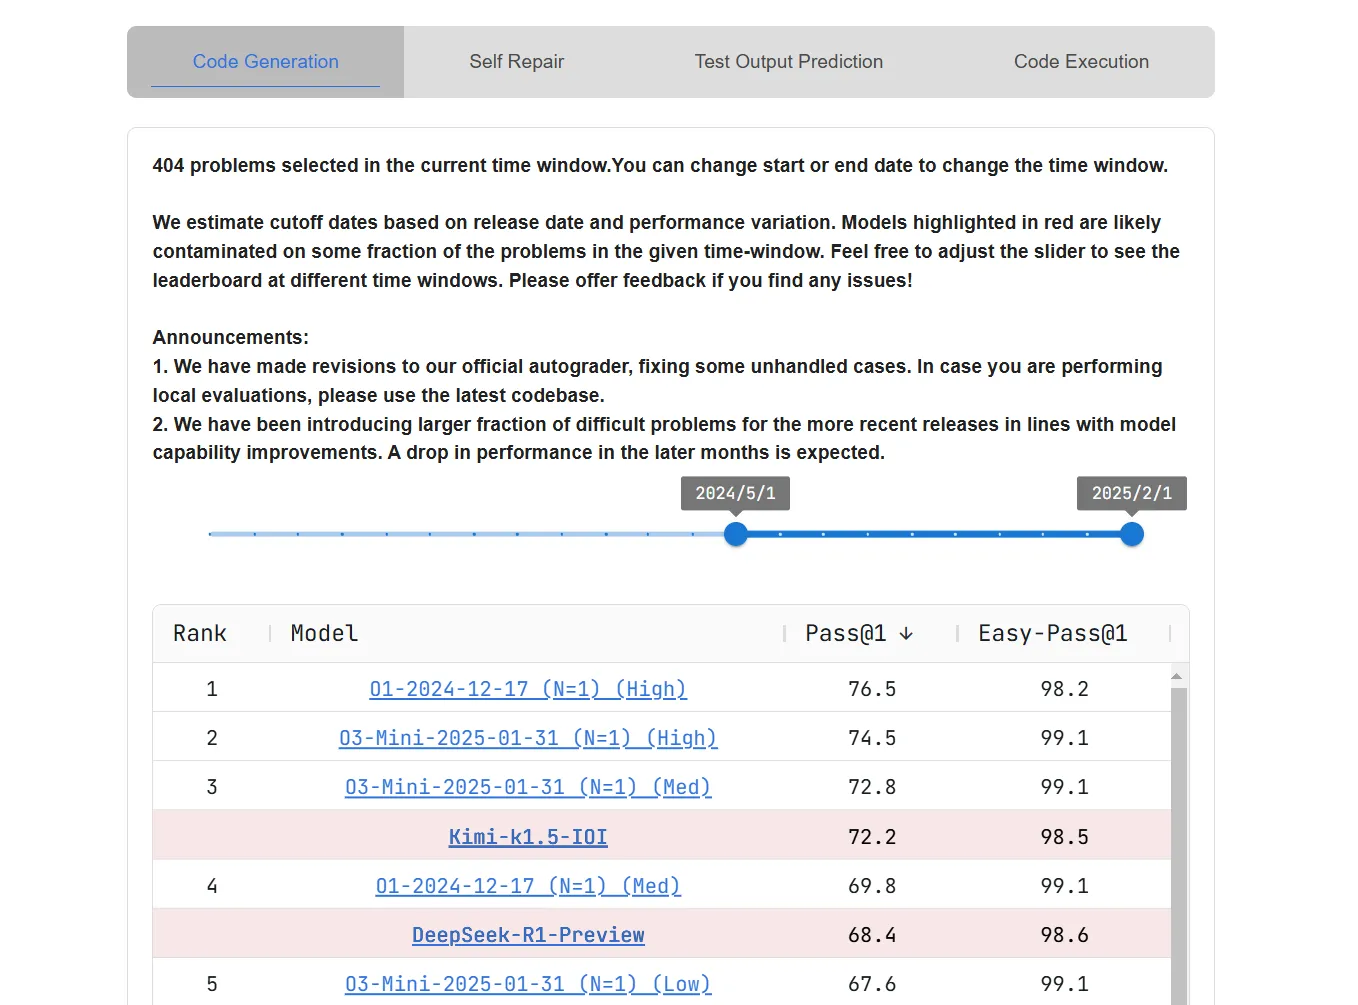 Code Generation
Self Repair
Test Output Prediction
Code Execution
404 problems selected in the current time window.You can change start or end date to change the time window.
We estimate cutoff dates based on release date and performance variation. Models highlighted in red are likely
contaminated on some fraction of the problems in the given time-window. Feel free to adjust the slider to see the
leaderboard at different time windows. Please offer feedback if you find any issues!
Announcements:
1. We have made revisions to our official autograder, fixing some unhandled cases. In case you are performing
local evaluations, please use the latest codebase.
2. We have been introducing larger fraction of difficult problems for the more recent releases in lines with model
capability improvements. A drop in performance in the later months is expected.
2024/5/1 2025/2/1
Rank Model Pass@1 ↓ Easy-Pass@1
1 O1-2024-12-17 (N=1) (High) 76.5 98.2
2 O3-Mini-2025-01-31 (N=1) (High) 74.5 99.1
3 O3-Mini-2025-01-31 (N=1) (Med) 72.8 99.1
Kimi-k1.5-IOI 72.2 98.5
4 O1-2024-12-17 (N=1) (Med) 69.8 99.1
DeepSeek-R1-Preview 68.4 98.6
5 O3-Mini-2025-01-31 (N=1) (Low) 67.6 99.1